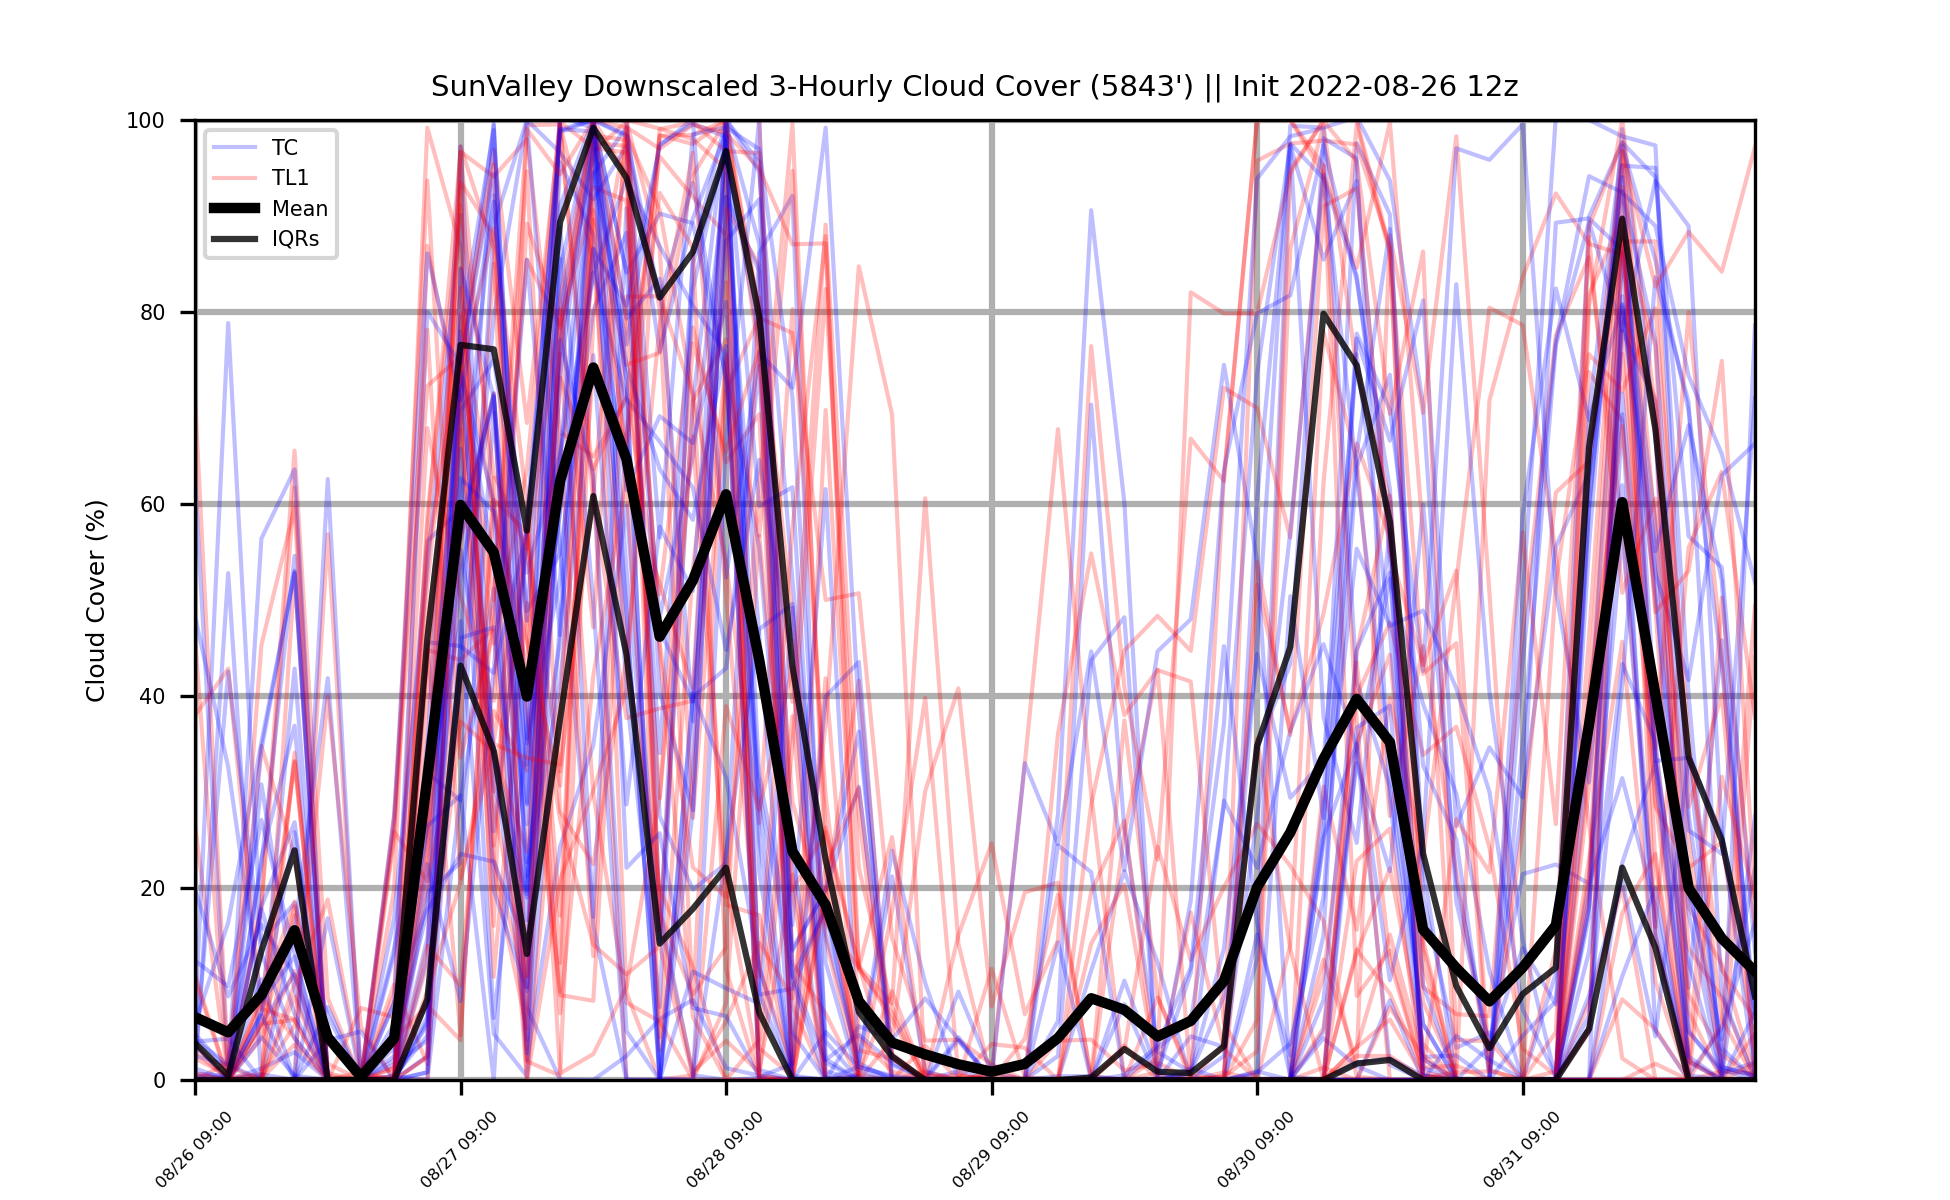 SunValley Downscaled 3-Hourly Cloud Cover (5843') || Init 2022-08-26 12z
100
80
60
40
20
0
Cloud Cover (%)
TC
TL1
Mean
IQRs
08/26 09:00
08/27 09:00
08/28 09:00
08/29 09:00
08/30 09:00
08/31 09:00